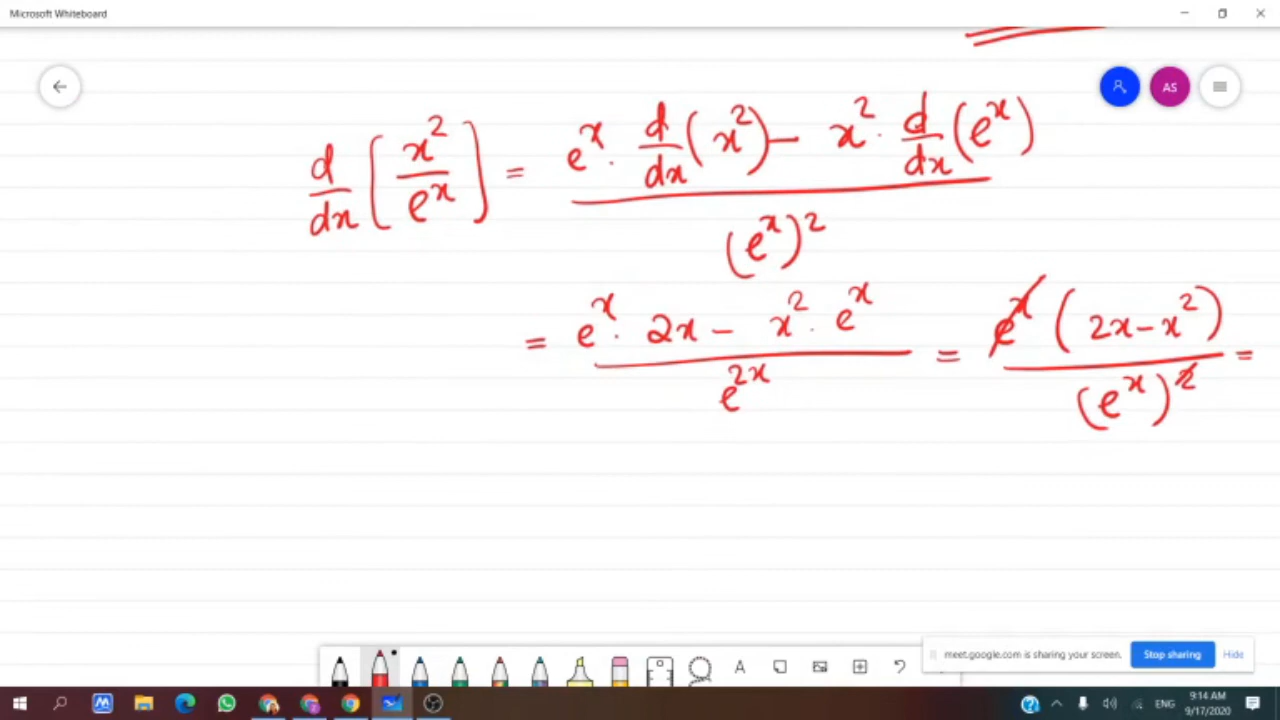 Microsoft Whiteboard
AS
d/dx [x²/eˣ] = (eˣ · d/dx (x²) − x² · d/dx (eˣ)) / (eˣ)²
= (eˣ · 2x − x² · eˣ) / e²ˣ = eˣ (2x − x²) / (eˣ)² =
A
meet.google.com is sharing your screen. Stop sharing Hide
ENG 9:14 AM
9/17/2020